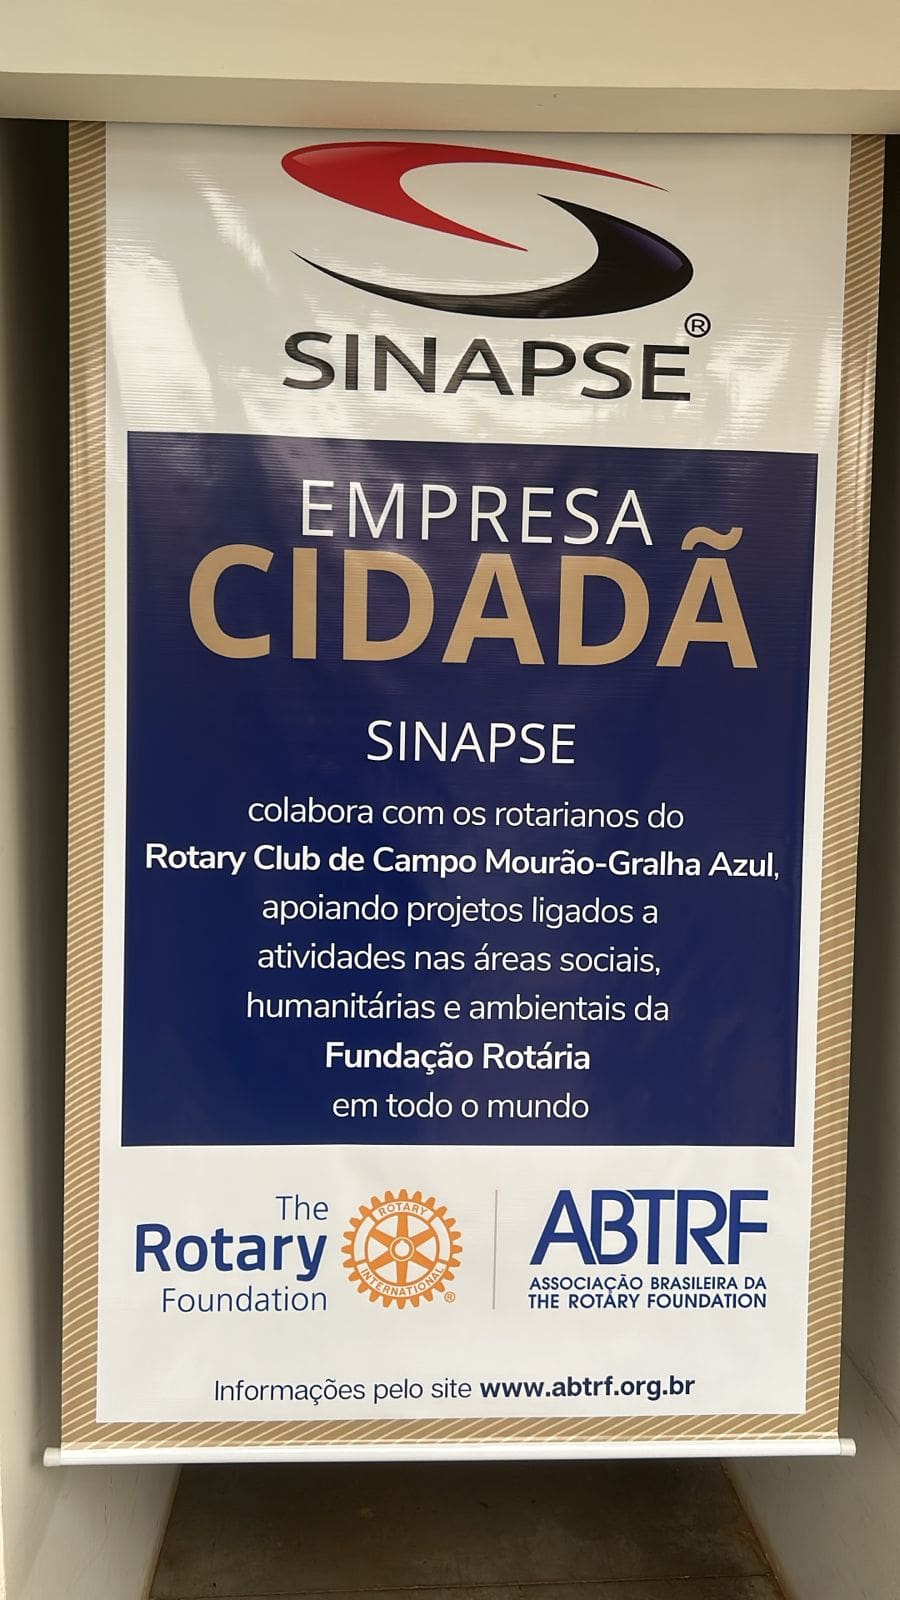 SINAPSE®
EMPRESA
CIDADÃ
SINAPSE
colabora com os rotarianos do
Rotary Club de Campo Mourão-Gralha Azul,
apoiando projetos ligados a
atividades nas áreas sociais,
humanitárias e ambientais da
Fundação Rotária
em todo o mundo
The
Rotary
Foundation
ROTARY
INTERNATIONAL
®
ABTRF
ASSOCIAÇÃO BRASILEIRA DA
THE ROTARY FOUNDATION
Informações pelo site www.abtrf.org.br